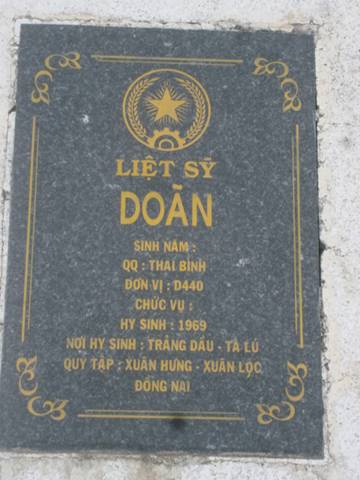 LIỆT SỸ
DOÃN
SINH NĂM :
QQ : THÁI BÌNH
ĐƠN VỊ : D440
CHỨC VỤ :
HY SINH : 1969
NƠI HY SINH : TRẢNG DẦU - TÀ LÚ
QUY TẬP : XUÂN HƯNG - XUÂN LỘC
ĐỒNG NAI